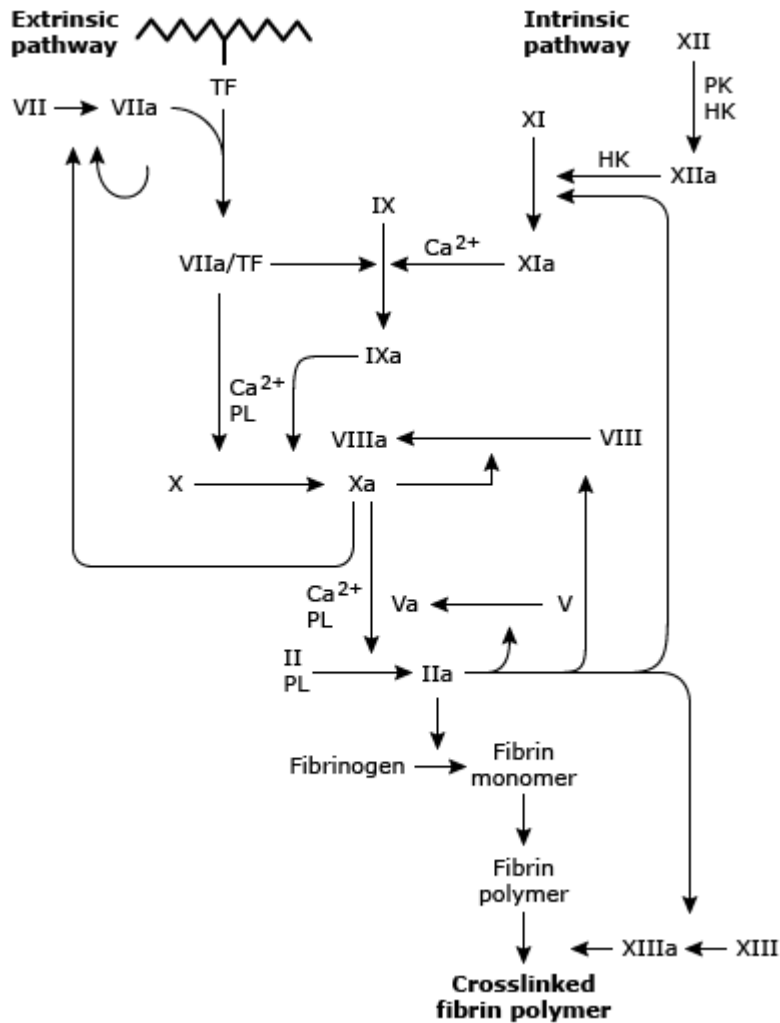 Extrinsic
pathway
Intrinsic
pathway
XII
TF
PK
HK
VII
VIIa
XI
HK
XIIa
IX
VIIa/TF
Ca2+
XIa
IXa
Ca2+
PL
VIIIa
VIII
X
Xa
Ca2+
PL
Va
V
II
PL
IIa
Fibrinogen
Fibrin
monomer
Fibrin
polymer
XIIIa
XIII
Crosslinked
fibrin polymer